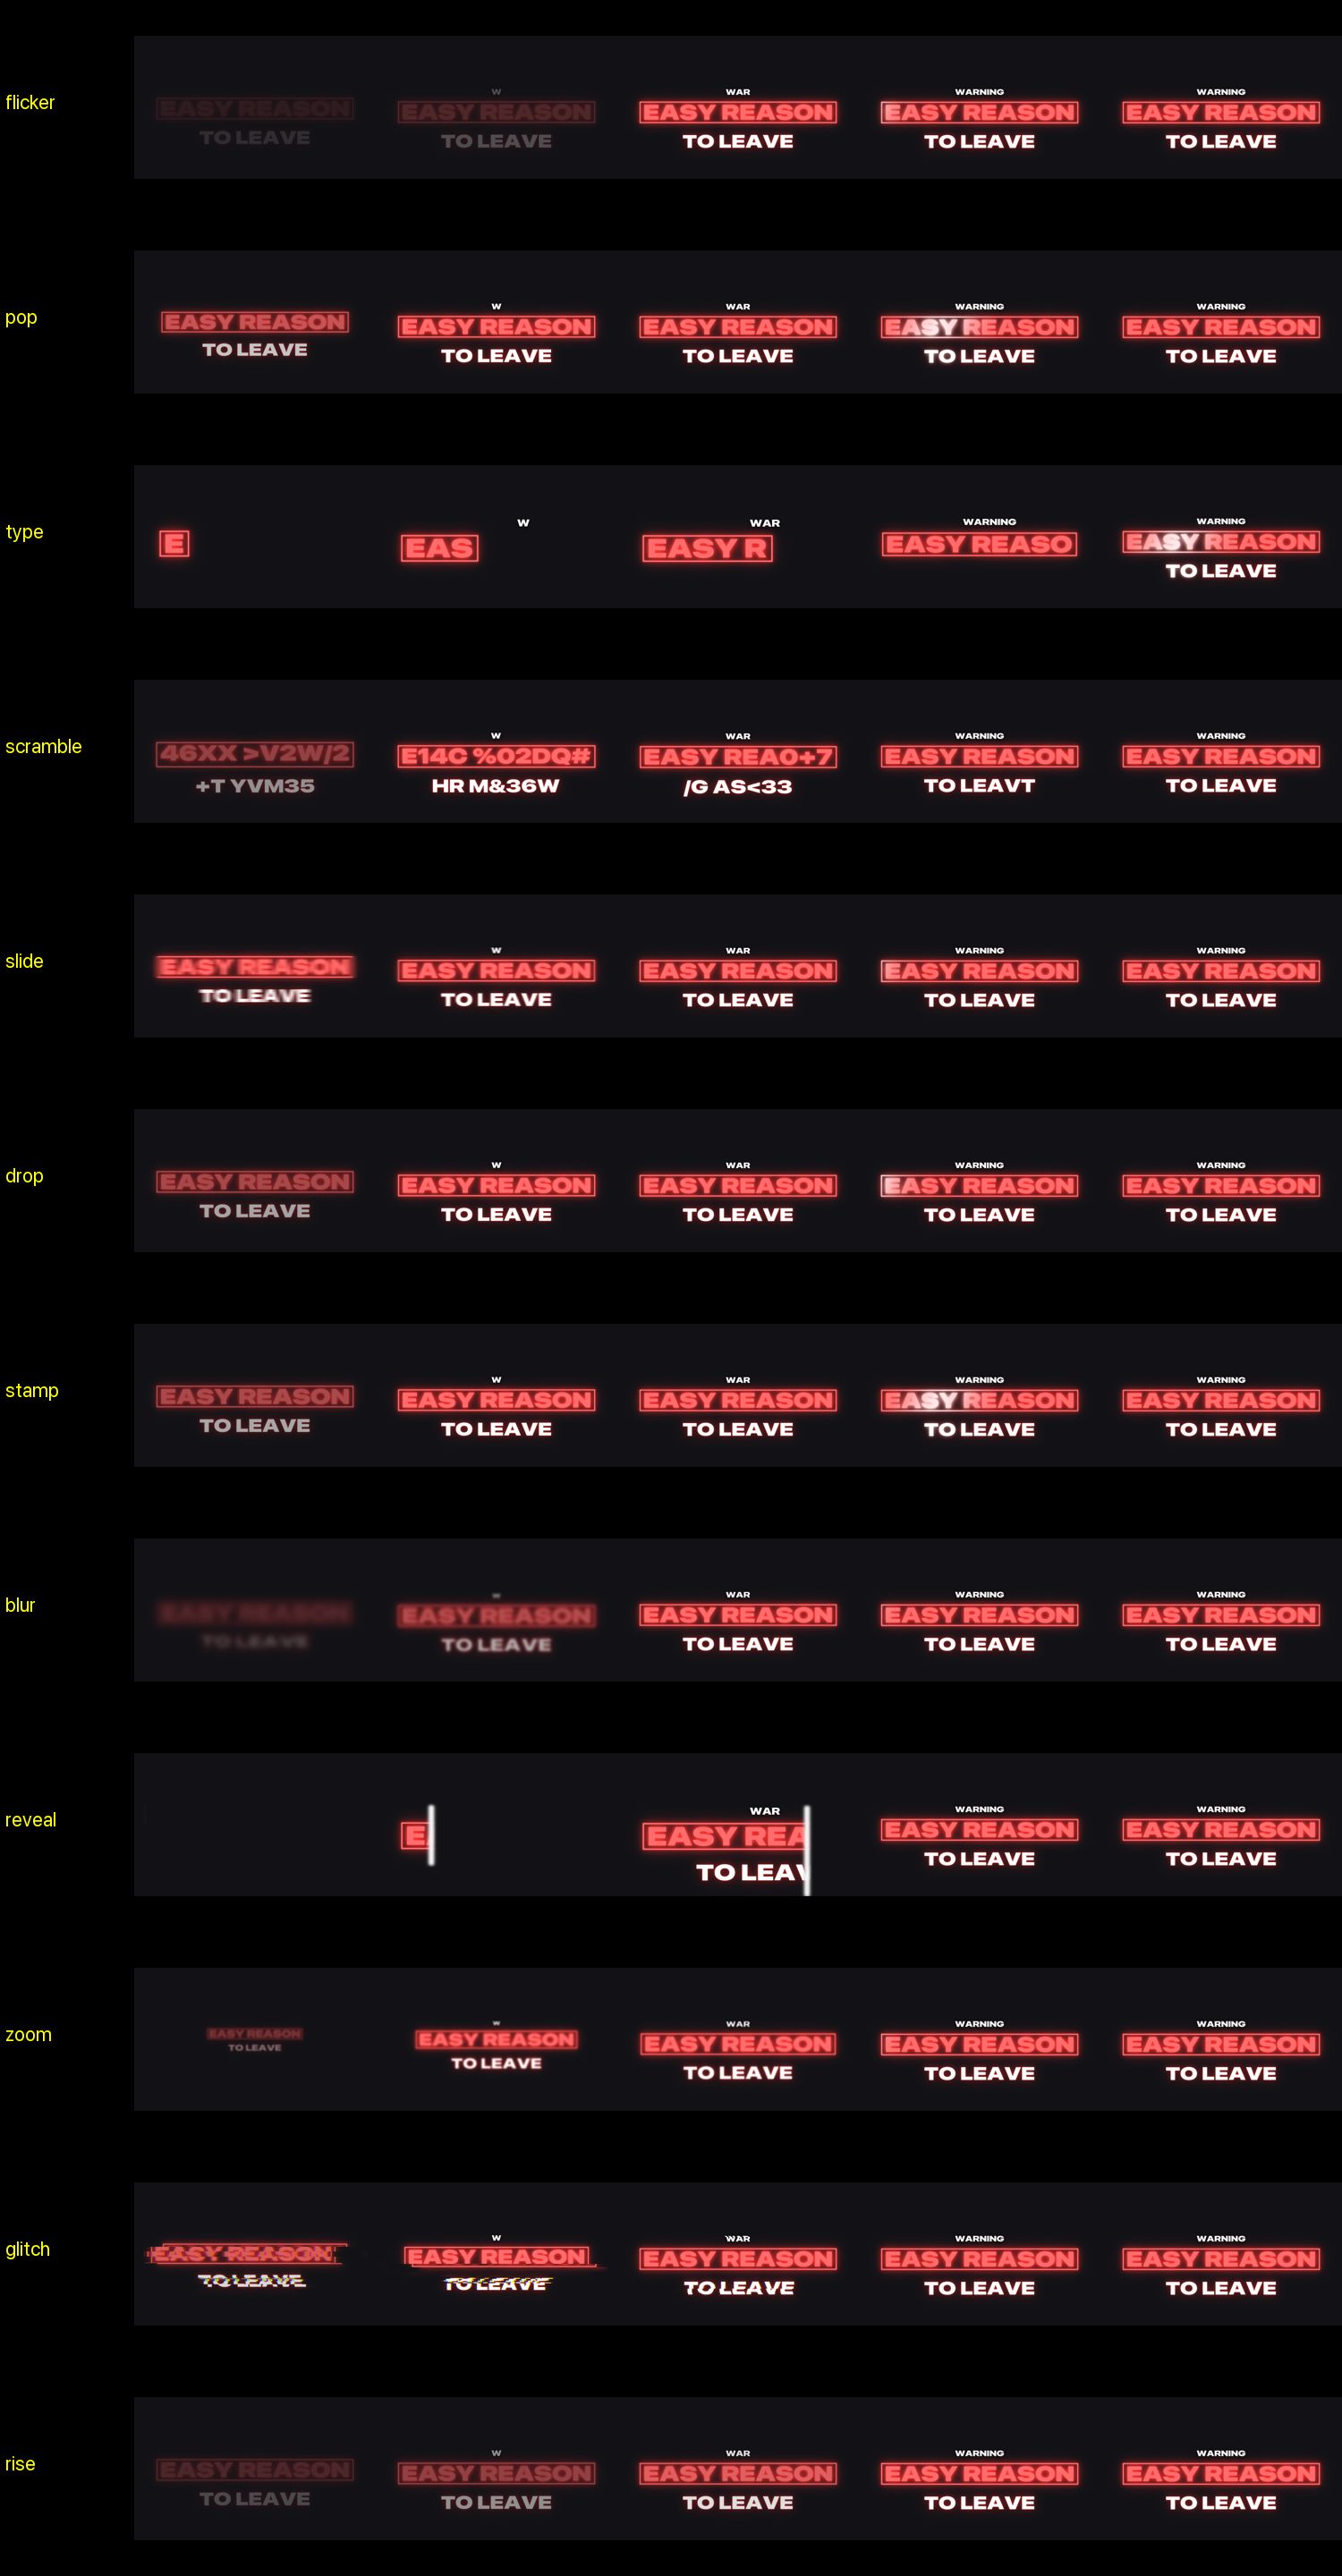 flicker
W WAR WARNING WARNING
EASY REASON EASY REASON EASY REASON EASY REASON EASY REASON
TO LEAVE TO LEAVE TO LEAVE TO LEAVE TO LEAVE
pop
W WAR WARNING WARNING
EASY REASON EASY REASON EASY REASON EASY REASON EASY REASON
TO LEAVE TO LEAVE TO LEAVE TO LEAVE TO LEAVE
type
W WAR WARNING WARNING
E EAS EASY R EASY REASO EASY REASON
TO LEAVE
scramble
W WAR WARNING WARNING
46XX >V2W/2 E14C %02DQ# EASY REA0+7 EASY REASON EASY REASON
+T YVM35 HR M&36W /G AS<33 TO LEAVT TO LEAVE
slide
W WAR WARNING WARNING
EASY REASON EASY REASON EASY REASON EASY REASON EASY REASON
TO LEAVE TO LEAVE TO LEAVE TO LEAVE TO LEAVE
drop
W WAR WARNING WARNING
EASY REASON EASY REASON EASY REASON EASY REASON EASY REASON
TO LEAVE TO LEAVE TO LEAVE TO LEAVE TO LEAVE
stamp
W WAR WARNING WARNING
EASY REASON EASY REASON EASY REASON EASY REASON EASY REASON
TO LEAVE TO LEAVE TO LEAVE TO LEAVE TO LEAVE
blur
W WAR WARNING WARNING
EASY REASON EASY REASON EASY REASON EASY REASON EASY REASON
TO LEAVE TO LEAVE TO LEAVE TO LEAVE TO LEAVE
reveal
WAR WARNING WARNING
E EASY REA EASY REASON EASY REASON
TO LEAV TO LEAVE TO LEAVE
zoom
W WAR WARNING WARNING
EASY REASON EASY REASON EASY REASON EASY REASON EASY REASON
TO LEAVE TO LEAVE TO LEAVE TO LEAVE TO LEAVE
glitch
W WAR WARNING WARNING
EASY REASON EASY REASON EASY REASON EASY REASON EASY REASON
TO LEAVE TO LEAVE TO LEAVE TO LEAVE TO LEAVE
rise
W WAR WARNING WARNING
EASY REASON EASY REASON EASY REASON EASY REASON EASY REASON
TO LEAVE TO LEAVE TO LEAVE TO LEAVE TO LEAVE